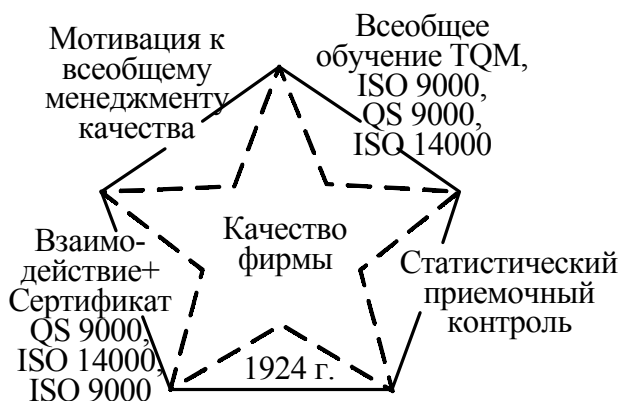 Мотивация к
всеобщему
менеджменту
качества
Всеобщее
обучение TQM,
ISO 9000,
QS 9000,
ISO 14000
Качество
фирмы
Взаимо-
действие+
Сертификат
QS 9000,
ISO 14000,
ISO 9000
Статистический
приемочный
контроль
1924 г.